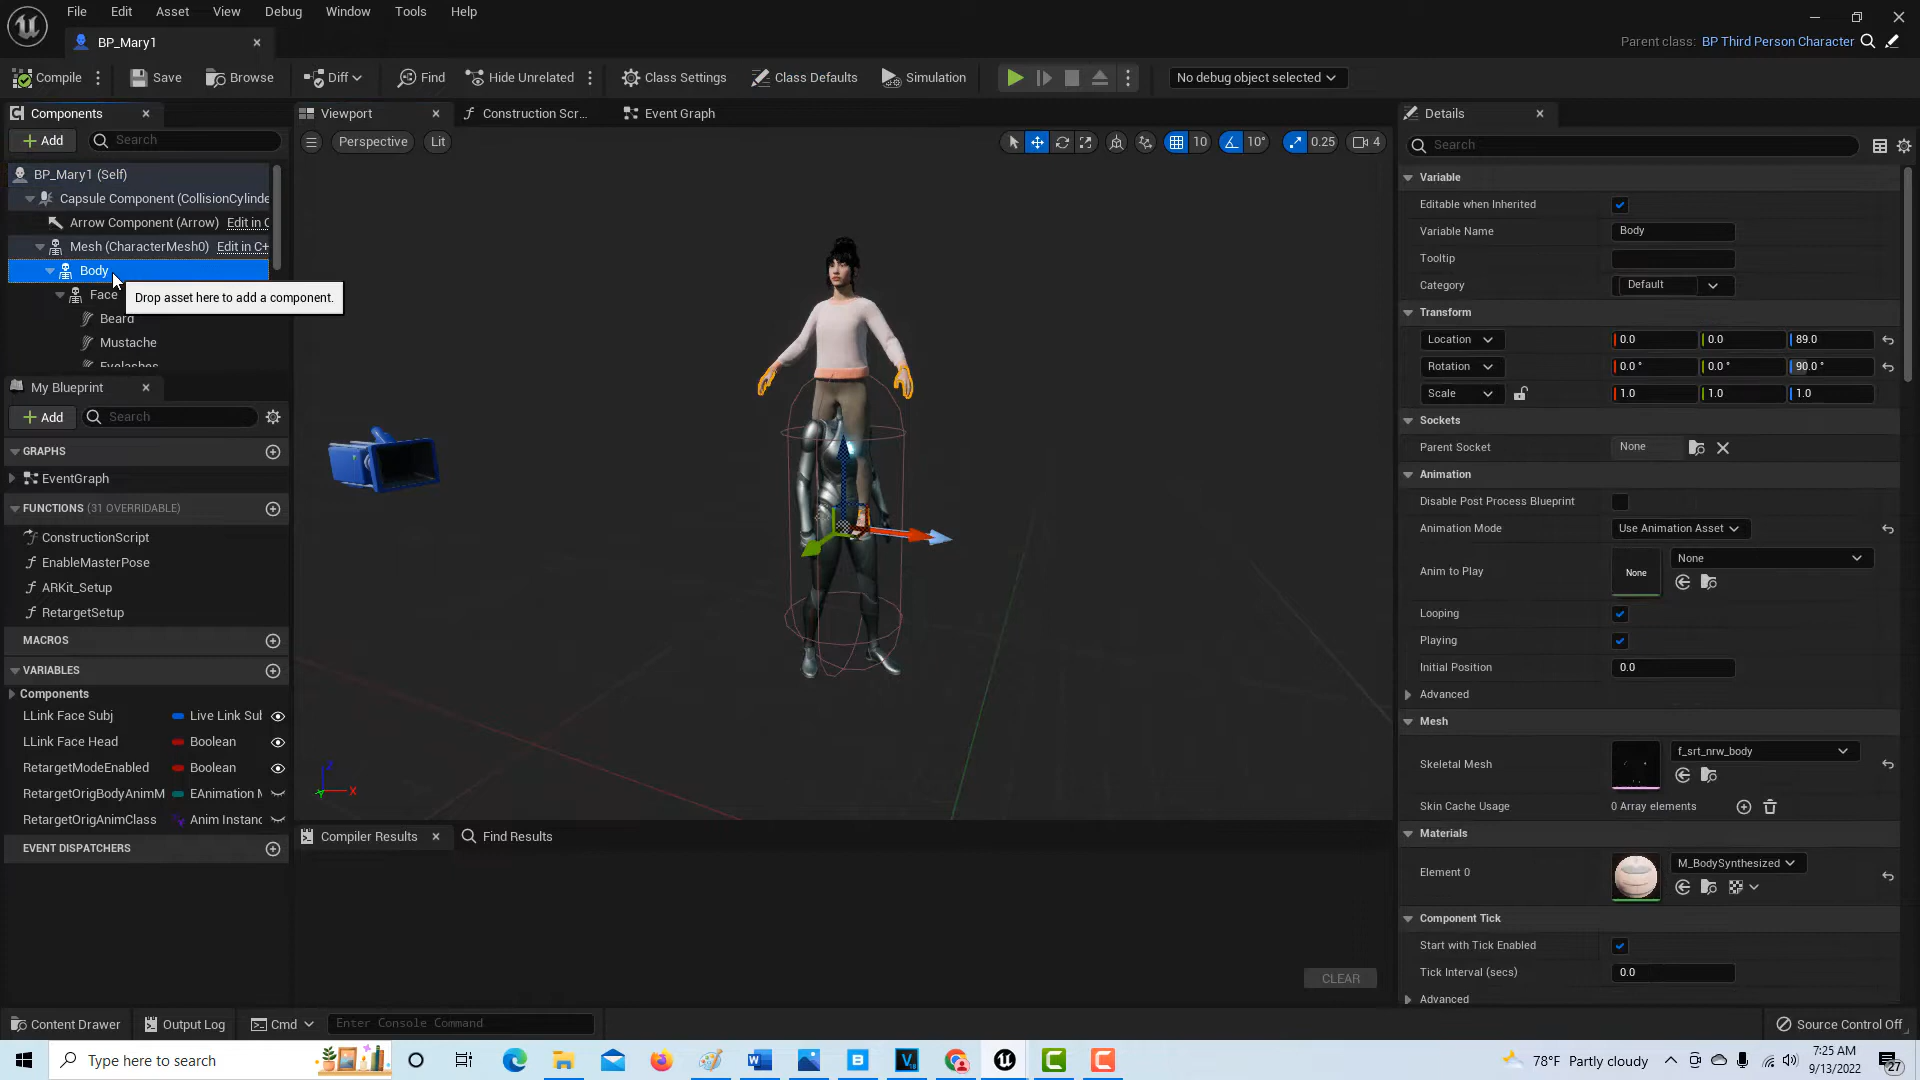 File Edit Asset View Debug Window Tools Help
BP_Mary1
Parent class: BP Third Person Character
Compile Save Browse Diff Find Hide Unrelated Class Settings Class Defaults Simulation No debug object selected
Components
Add Search
BP_Mary1 (Self)
Capsule Component (CollisionCylinde
Arrow Component (Arrow) Edit in C
Mesh (CharacterMesh0) Edit in C+
Body
Face
Drop asset here to add a component.
Beard
Mustache
Eyelashes
My Blueprint
Add Search
GRAPHS
EventGraph
FUNCTIONS (31 OVERRIDABLE)
ConstructionScript
EnableMasterPose
ARKit_Setup
RetargetSetup
MACROS
VARIABLES
Components
LLink Face Subj Live Link Sul
LLink Face Head Boolean
RetargetModeEnabled Boolean
RetargetOrigBodyAnimM EAnimation M
RetargetOrigAnimClass Anim Instanc
EVENT DISPATCHERS
Viewport Construction Scr... Event Graph
Perspective Lit 10 10° 0.25 4
Z
X
Compiler Results Find Results
CLEAR
Details
Search
Variable
Editable when Inherited
Variable Name Body
Tooltip
Category Default
Transform
Location 0.0 0.0 89.0
Rotation 0.0 ° 0.0 ° 90.0 °
Scale 1.0 1.0 1.0
Sockets
Parent Socket None
Animation
Disable Post Process Blueprint
Animation Mode Use Animation Asset
Anim to Play None None
Looping
Playing
Initial Position 0.0
Advanced
Mesh
Skeletal Mesh f_srt_nrw_body
Skin Cache Usage 0 Array elements
Materials
Element 0 M_BodySynthesized
Component Tick
Start with Tick Enabled
Tick Interval (secs) 0.0
Advanced
Content Drawer Output Log Cmd Enter Console Command Source Control Off
Type here to search 78°F Partly cloudy 7:25 AM
9/13/2022 27